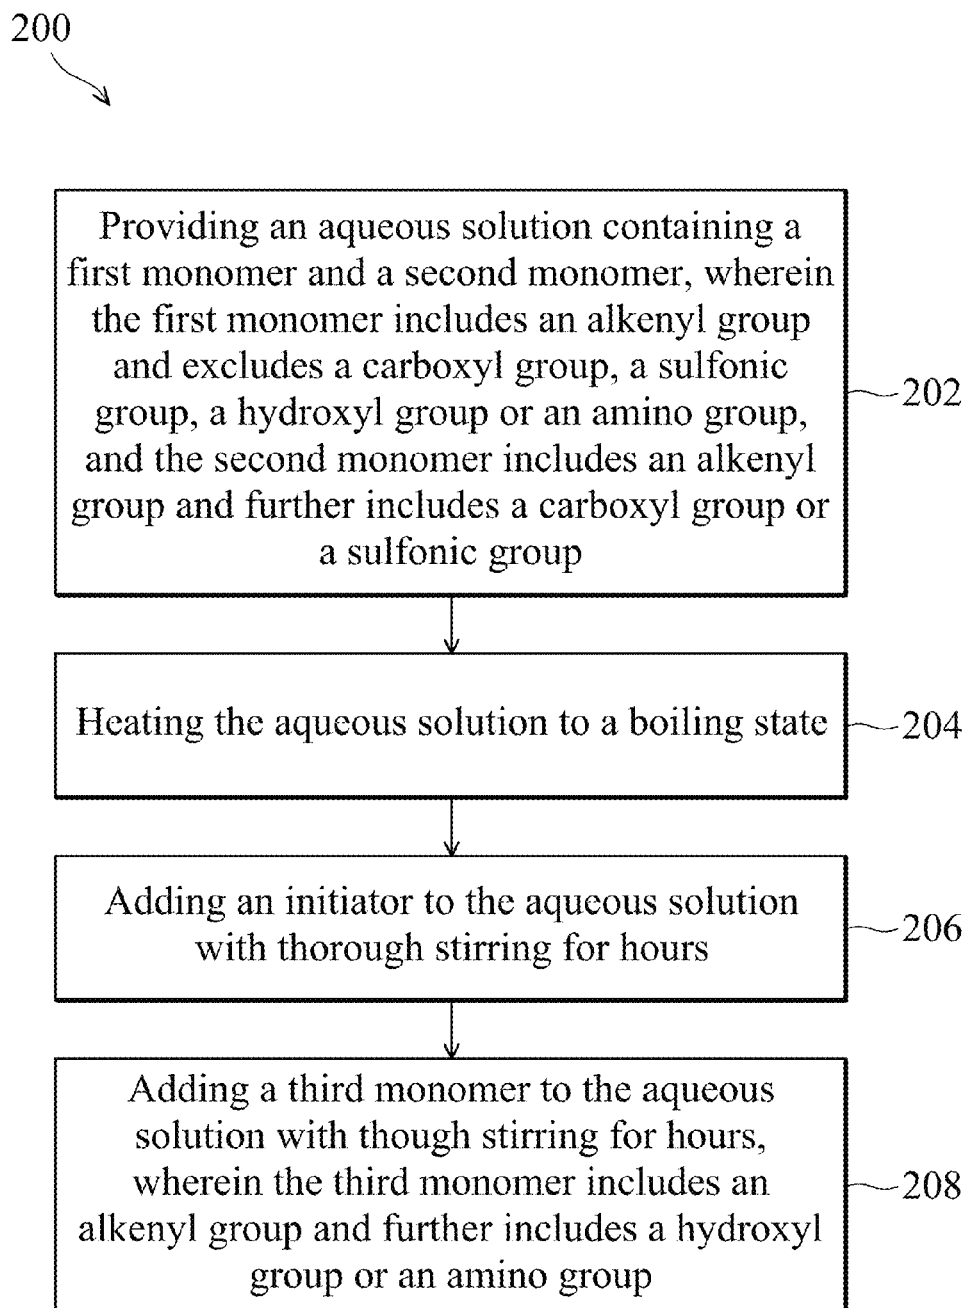 200
Providing an aqueous solution containing a
first monomer and a second monomer, wherein
the first monomer includes an alkenyl group
and excludes a carboxyl group, a sulfonic
group, a hydroxyl group or an amino group,
and the second monomer includes an alkenyl
group and further includes a carboxyl group or
a sulfonic group
202
Heating the aqueous solution to a boiling state
204
Adding an initiator to the aqueous solution
with thorough stirring for hours
206
Adding a third monomer to the aqueous
solution with though stirring for hours,
wherein the third monomer includes an
alkenyl group and further includes a hydroxyl
group or an amino group
208